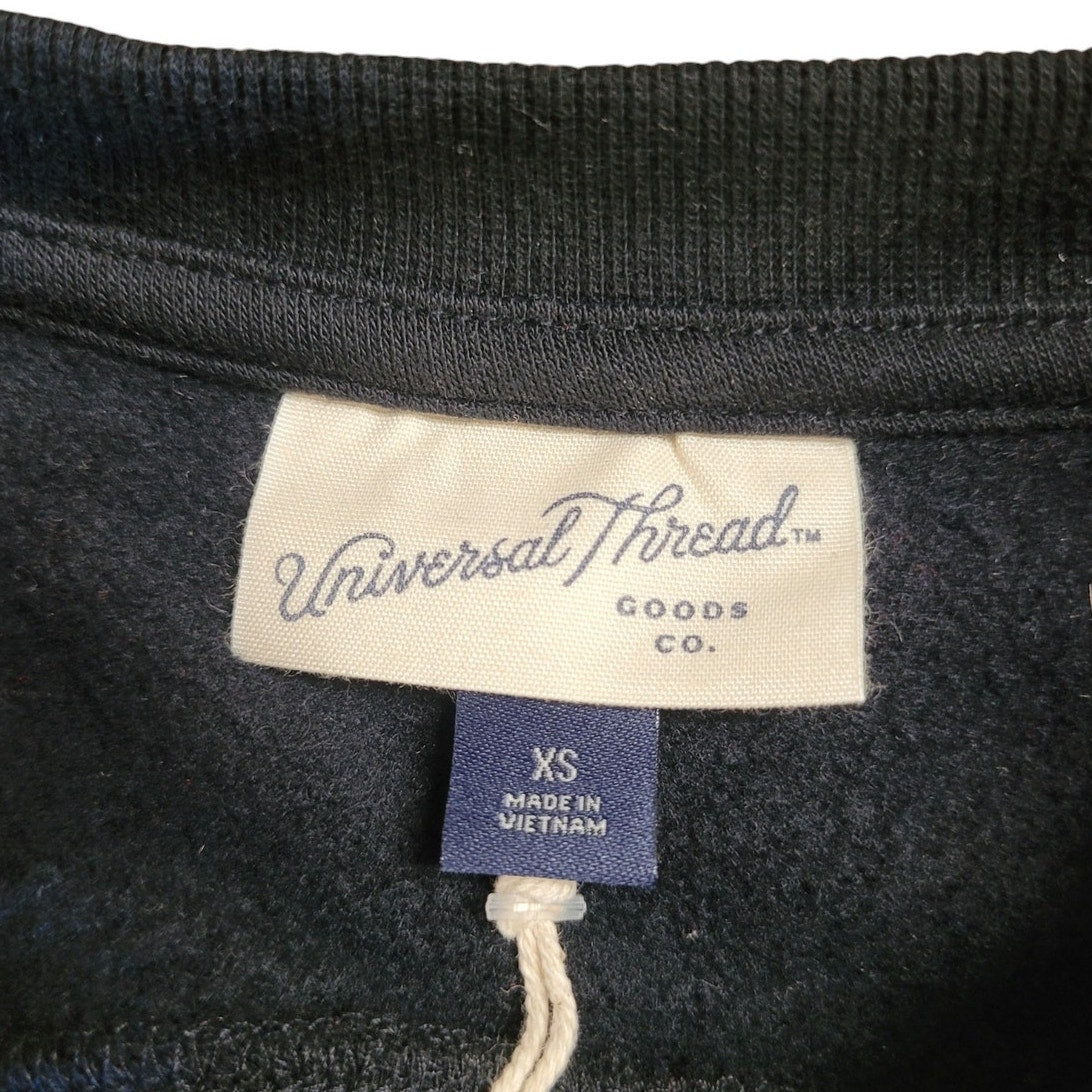 Universal Thread™
GOODS
CO.
XS
MADE IN
VIETNAM